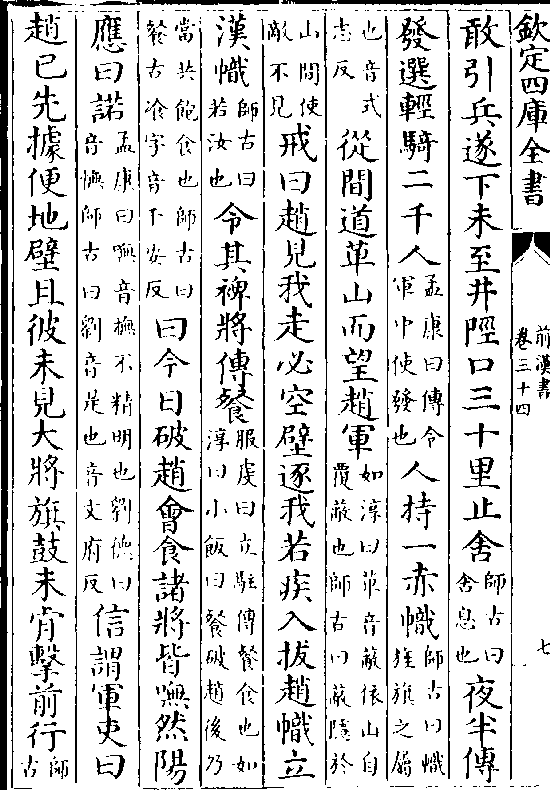 欽定四庫全書
前漢書
卷三十四
七
敢引兵遂下未至井陘口三十里止舍師古曰舍息也夜半傳
發選輕騎二千人孟康曰傳令軍中使發也人持一赤幟師古曰幟旌旗之屬
也音式志反從間道萆山而望趙軍如淳曰萆音蔽依山自覆蔽也師古曰蔽隱於
山間使敵不見戒曰趙見我走必空壁逐我若疾入拔趙幟立
漢幟師古曰若汝也令其裨將傳餐服虔曰立駐傳餐食也如淳曰小飯曰餐破趙後乃
當共飽食也師古曰餐古飡字音千安反曰今日破趙會食諸將皆嘸然陽
應曰諾孟康曰嘸音撫不精明也劉德曰音憮師古曰劉音是也音文府反信謂軍吏曰
趙已先據便地壁且彼未見大將旗鼓未肯擊前行師古